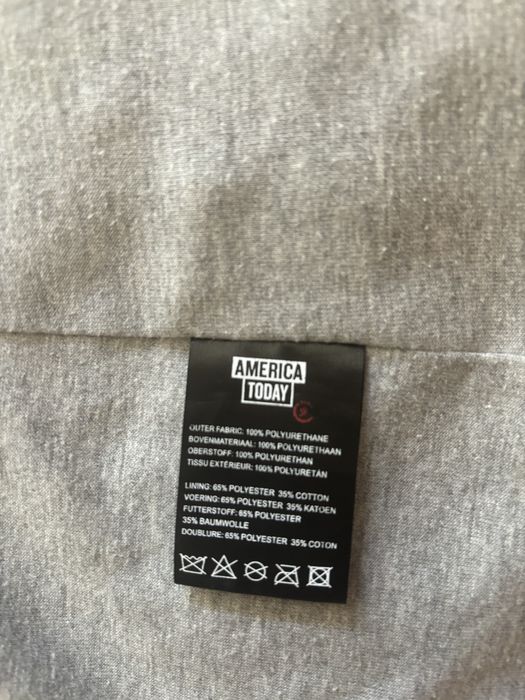 AMERICA
TODAY
OUTER FABRIC: 100% POLYURETHANE
BOVENMATERIAAL: 100% POLYURETHAAN
OBERSTOFF: 100% POLYURETHAN
TISSU EXTÉRIEUR: 100% POLYURETÁN
LINING: 65% POLYESTER 35% COTTON
VOERING: 65% POLYESTER 35% KATOEN
FUTTERSTOFF: 65% POLYESTER
35% BAUMWOLLE
DOUBLURE: 65% POLYESTER 35% COTON